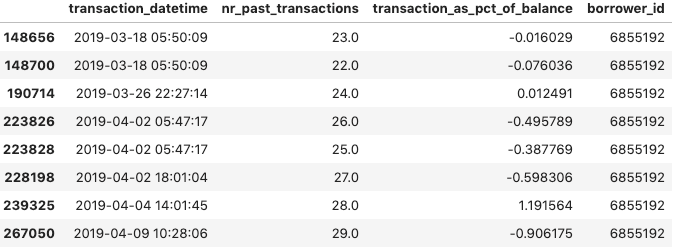 transaction_datetime nr_past_transactions transaction_as_pct_of_balance borrower_id
148656 2019-03-18 05:50:09 23.0 -0.016029 6855192
148700 2019-03-18 05:50:09 22.0 -0.076036 6855192
190714 2019-03-26 22:27:14 24.0 0.012491 6855192
223826 2019-04-02 05:47:17 26.0 -0.495789 6855192
223828 2019-04-02 05:47:17 25.0 -0.387769 6855192
228198 2019-04-02 18:01:04 27.0 -0.598306 6855192
239325 2019-04-04 14:01:45 28.0 1.191564 6855192
267050 2019-04-09 10:28:06 29.0 -0.906175 6855192